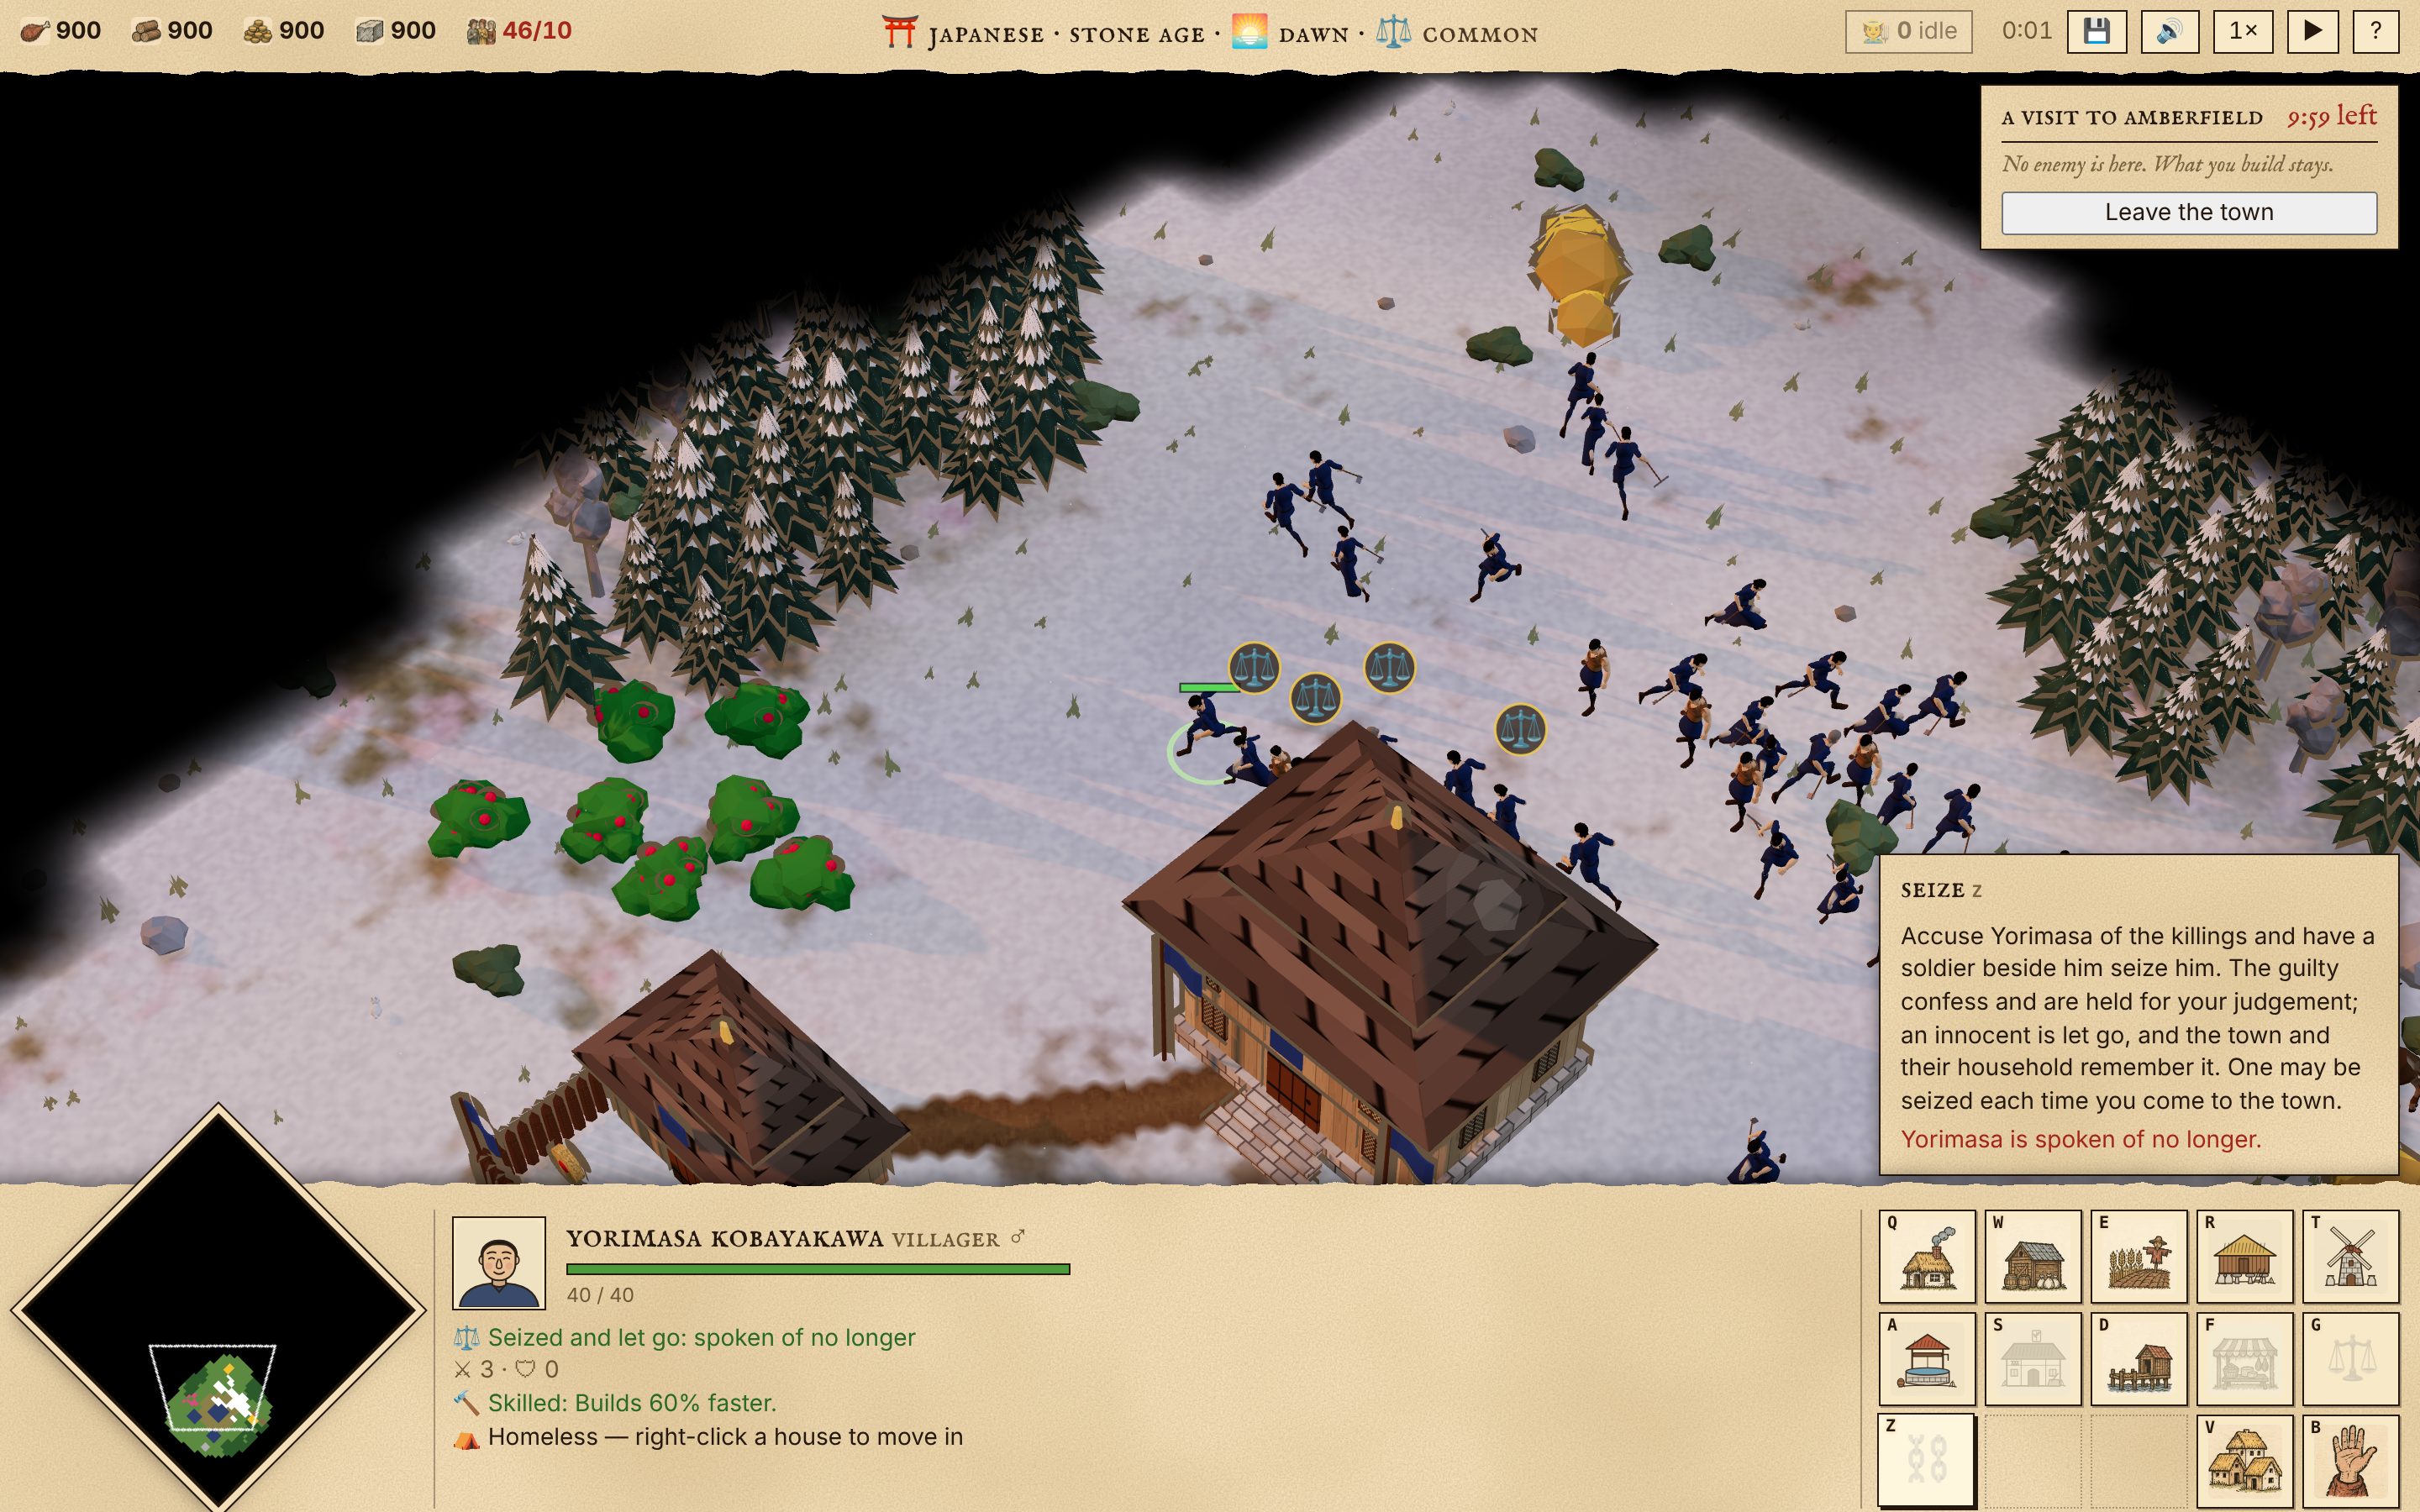 900 900 900 900 46/10
JAPANESE · STONE AGE · DAWN · COMMON
0 idle 0:01 1× ?
A VISIT TO AMBERFIELD 9:59 left
No enemy is here. What you build stays.
Leave the town
SEIZE Z
Accuse Yorimasa of the killings and have a
soldier beside him seize him. The guilty
confess and are held for your judgement;
an innocent is let go, and the town and
their household remember it. One may be
seized each time you come to the town.
Yorimasa is spoken of no longer.
YORIMASA KOBAYAKAWA VILLAGER ♂
40 / 40
Seized and let go: spoken of no longer
3 · 0
Skilled: Builds 60% faster.
Homeless — right-click a house to move in
Q W E R T
A S D F G
Z V B